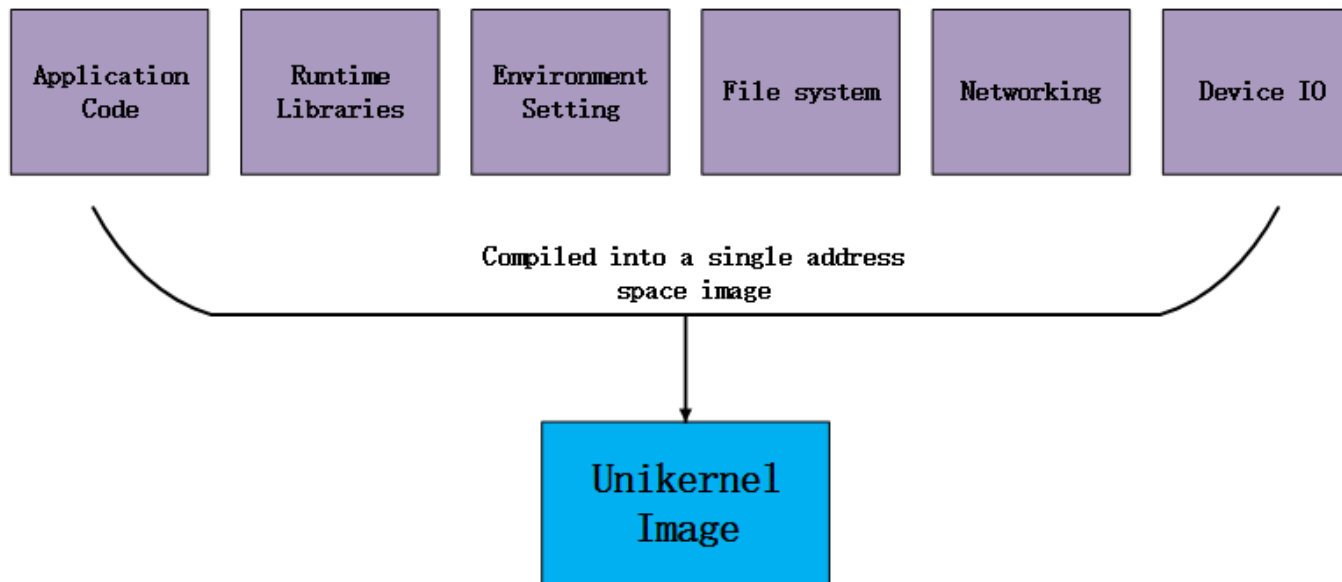 Application
Code
Runtime
Libraries
Environment
Setting
File system
Networking
Device IO
Compiled into a single address
space image
Unikernel
Image